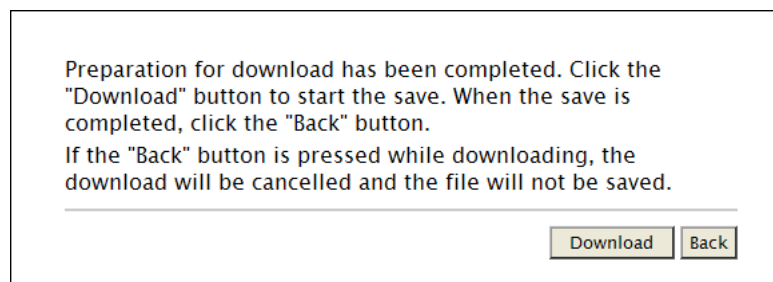 Preparation for download has been completed. Click the
"Download" button to start the save. When the save is
completed, click the "Back" button.
If the "Back" button is pressed while downloading, the
download will be cancelled and the file will not be saved.
Download Back